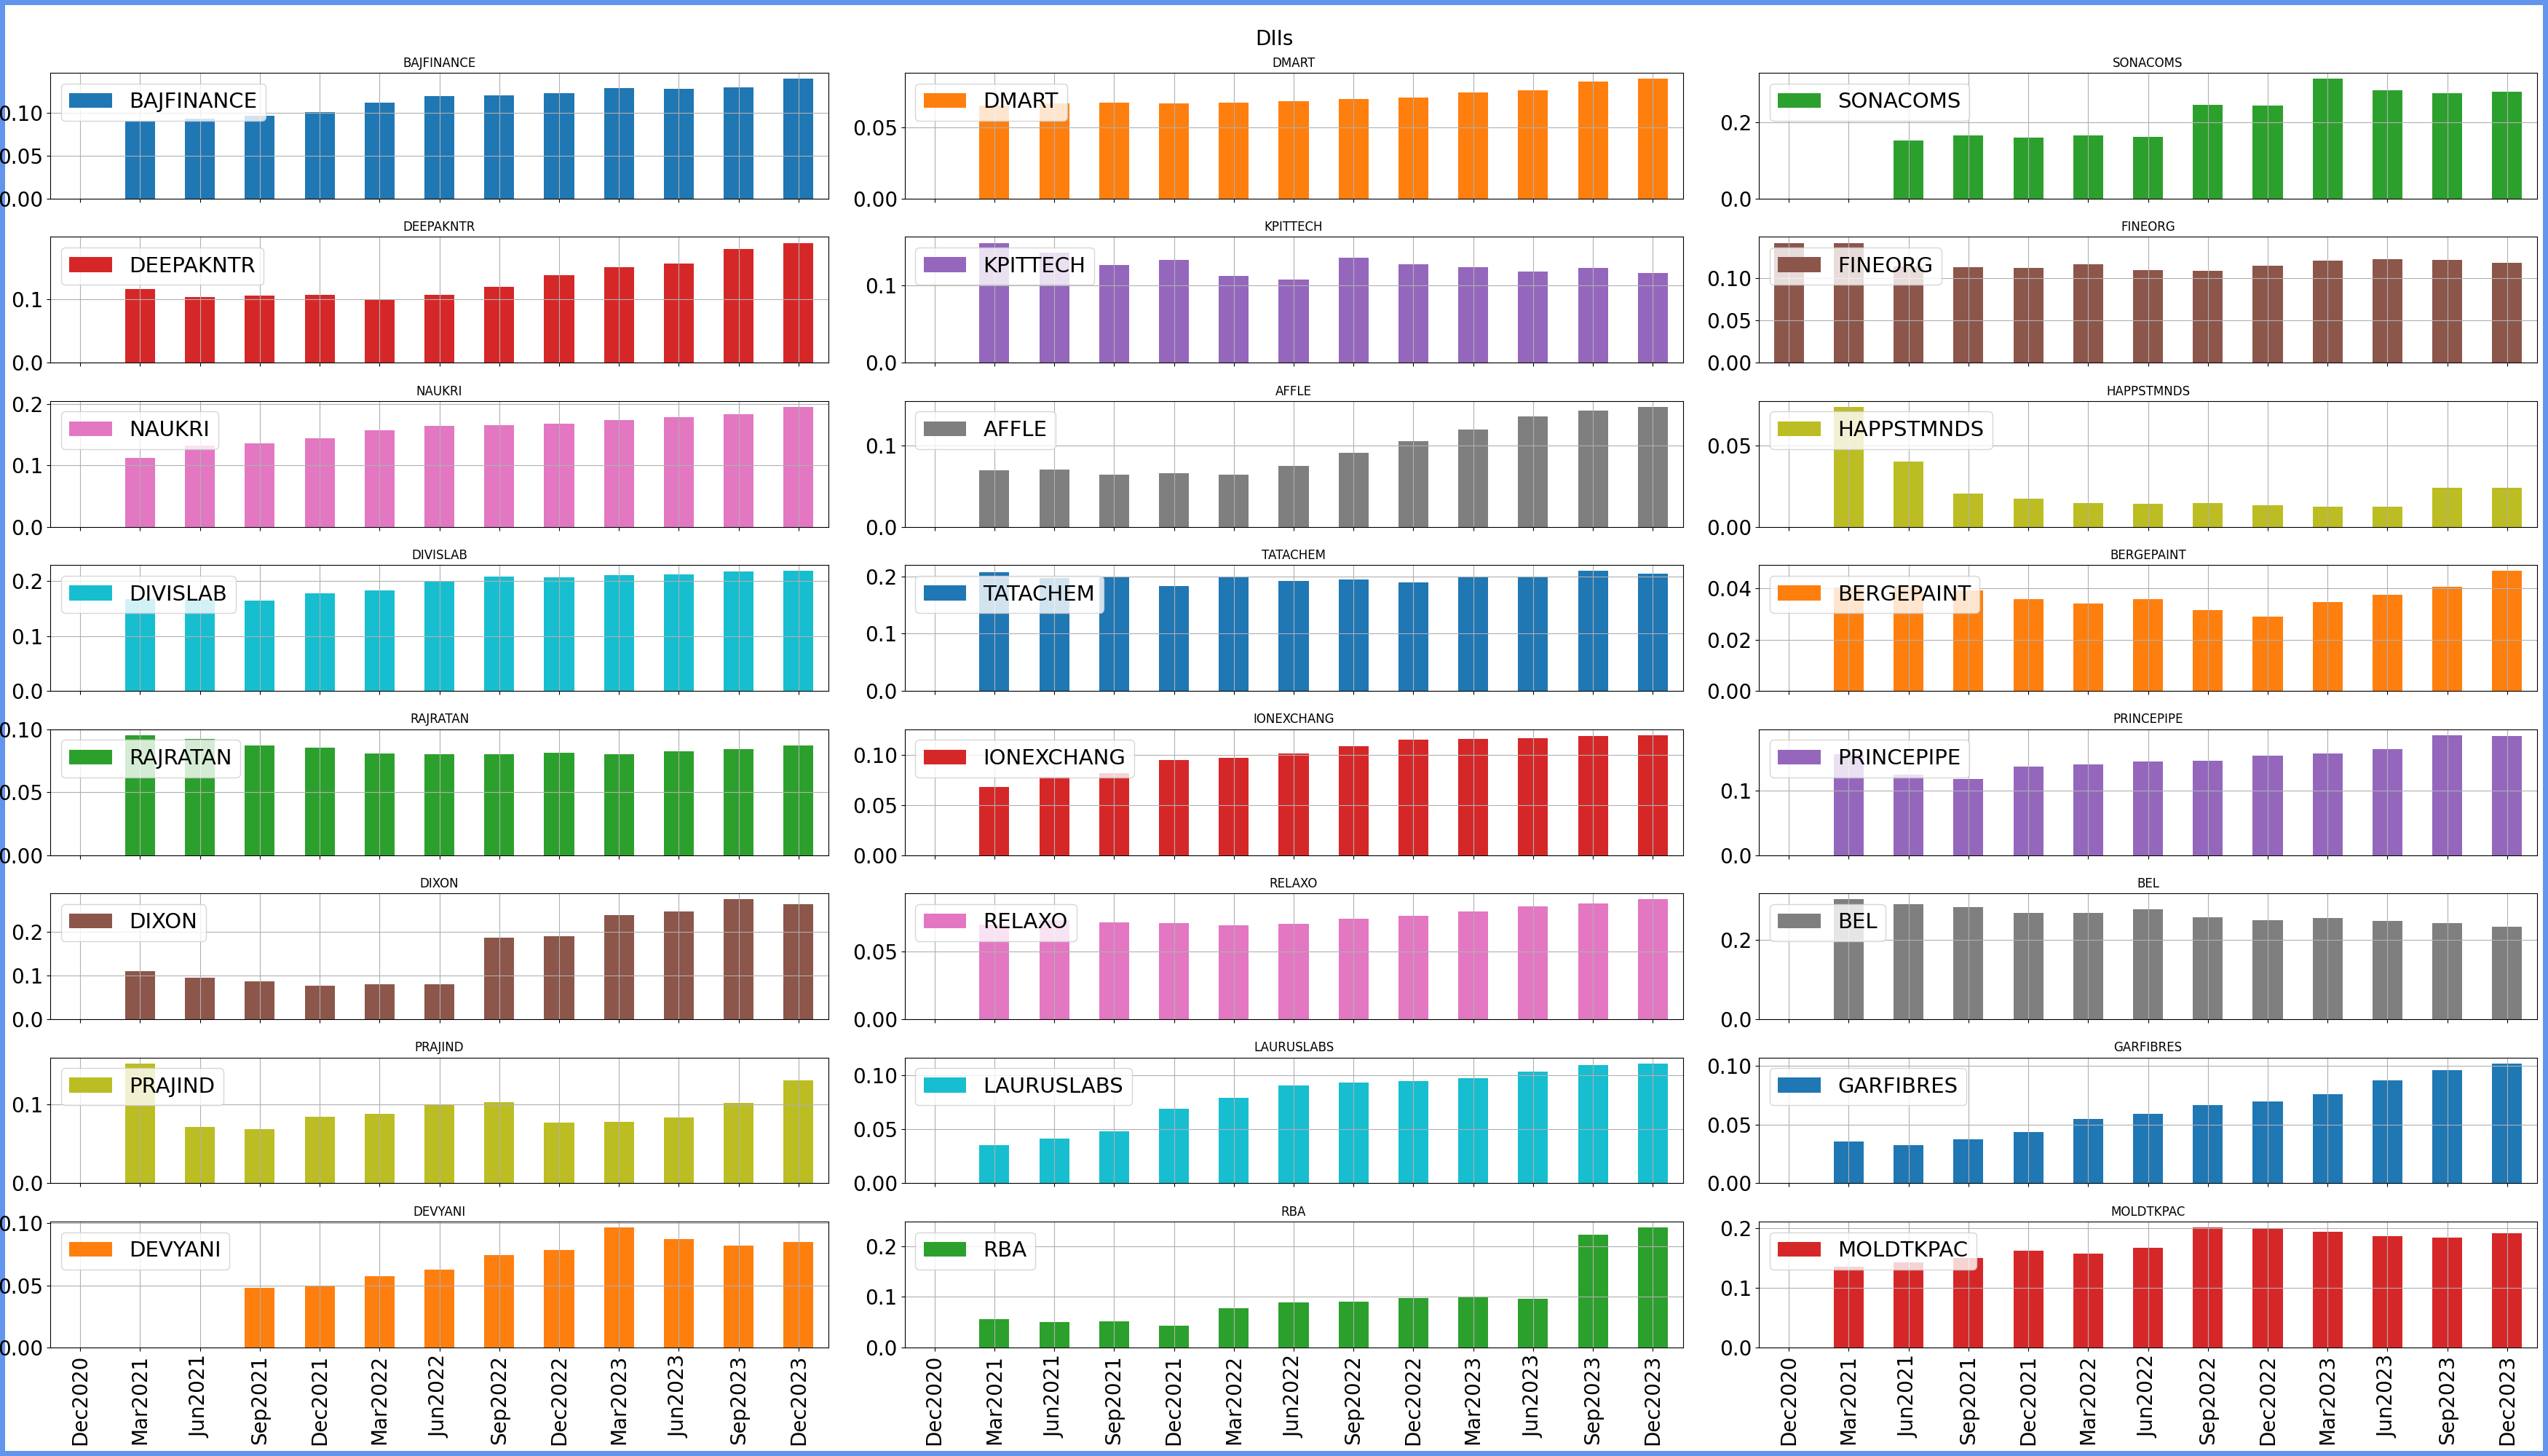 DIIs
BAJFINANCE
BAJFINANCE
0.10
0.05
0.00
DMART
DMART
0.05
0.00
SONACOMS
SONACOMS
0.2
0.0
DEEPAKNTR
DEEPAKNTR
0.1
0.0
KPITTECH
KPITTECH
0.1
0.0
FINEORG
FINEORG
0.10
0.05
0.00
NAUKRI
NAUKRI
0.2
0.1
0.0
AFFLE
AFFLE
0.1
0.0
HAPPSTMNDS
HAPPSTMNDS
0.05
0.00
DIVISLAB
DIVISLAB
0.2
0.1
0.0
TATACHEM
TATACHEM
0.2
0.1
0.0
BERGEPAINT
BERGEPAINT
0.04
0.02
0.00
RAJRATAN
RAJRATAN
0.10
0.05
0.00
IONEXCHANG
IONEXCHANG
0.10
0.05
0.00
PRINCEPIPE
PRINCEPIPE
0.1
0.0
DIXON
DIXON
0.2
0.1
0.0
RELAXO
RELAXO
0.05
0.00
BEL
BEL
0.2
0.0
PRAJIND
PRAJIND
0.1
0.0
LAURUSLABS
LAURUSLABS
0.10
0.05
0.00
GARFIBRES
GARFIBRES
0.10
0.05
0.00
DEVYANI
DEVYANI
0.10
0.05
0.00
RBA
RBA
0.2
0.1
0.0
MOLDTKPAC
MOLDTKPAC
0.2
0.1
0.0
Dec2020
Mar2021
Jun2021
Sep2021
Dec2021
Mar2022
Jun2022
Sep2022
Dec2022
Mar2023
Jun2023
Sep2023
Dec2023
Dec2020
Mar2021
Jun2021
Sep2021
Dec2021
Mar2022
Jun2022
Sep2022
Dec2022
Mar2023
Jun2023
Sep2023
Dec2023
Dec2020
Mar2021
Jun2021
Sep2021
Dec2021
Mar2022
Jun2022
Sep2022
Dec2022
Mar2023
Jun2023
Sep2023
Dec2023